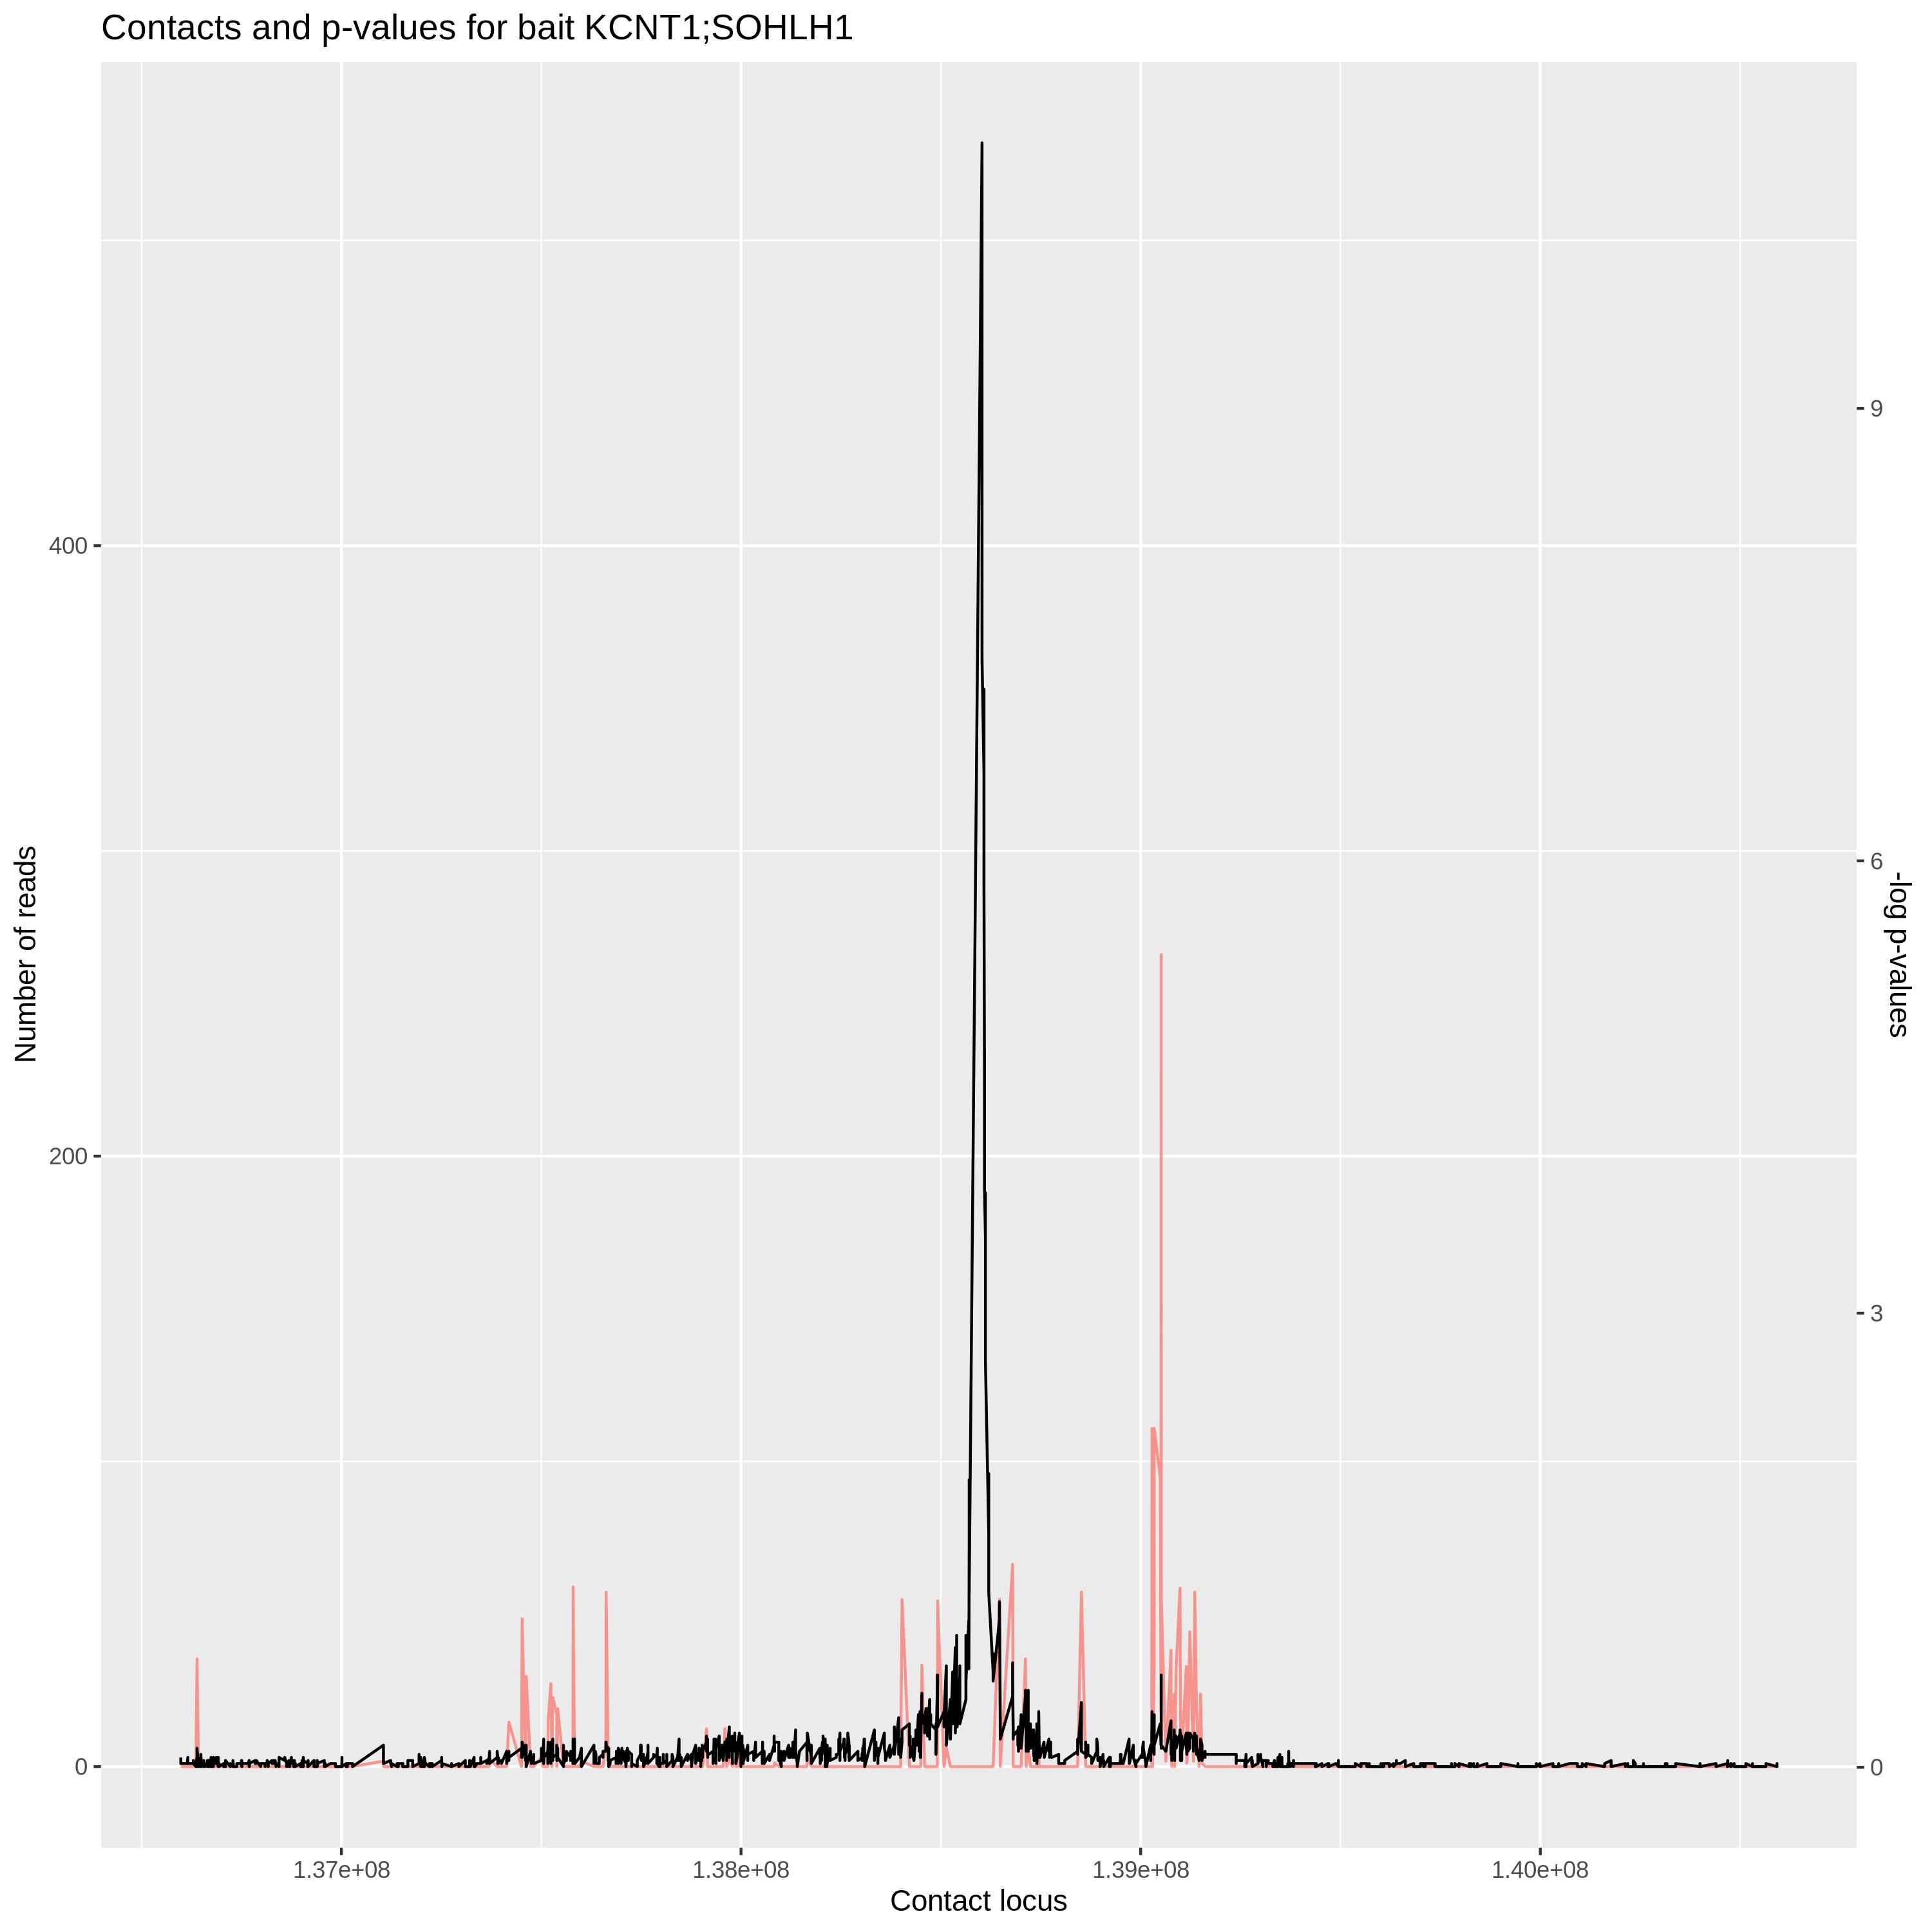 Contacts and p-values for bait KCNT1;SOHLH1
Number of reads
400
200
0
9
6
3
0
-log p-values
1.37e+08
1.38e+08
1.39e+08
1.40e+08
Contact locus